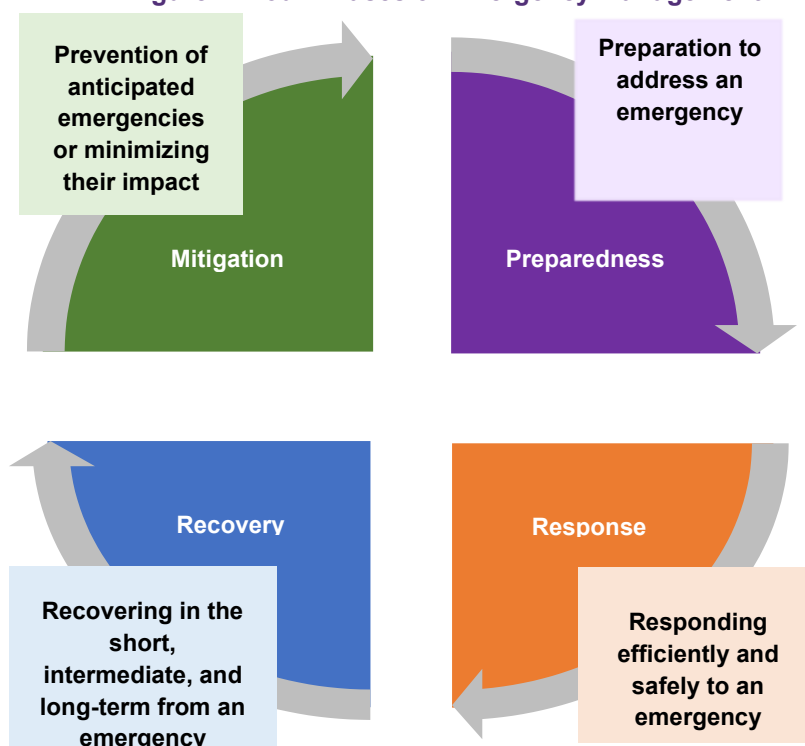 Prevention of
anticipated
emergencies
or minimizing
their impact
Preparation to
address an
emergency
Mitigation
Preparedness
Recovery
Response
Recovering in the
short,
intermediate, and
long-term from an
emergency
Responding
efficiently and
safely to an
emergency